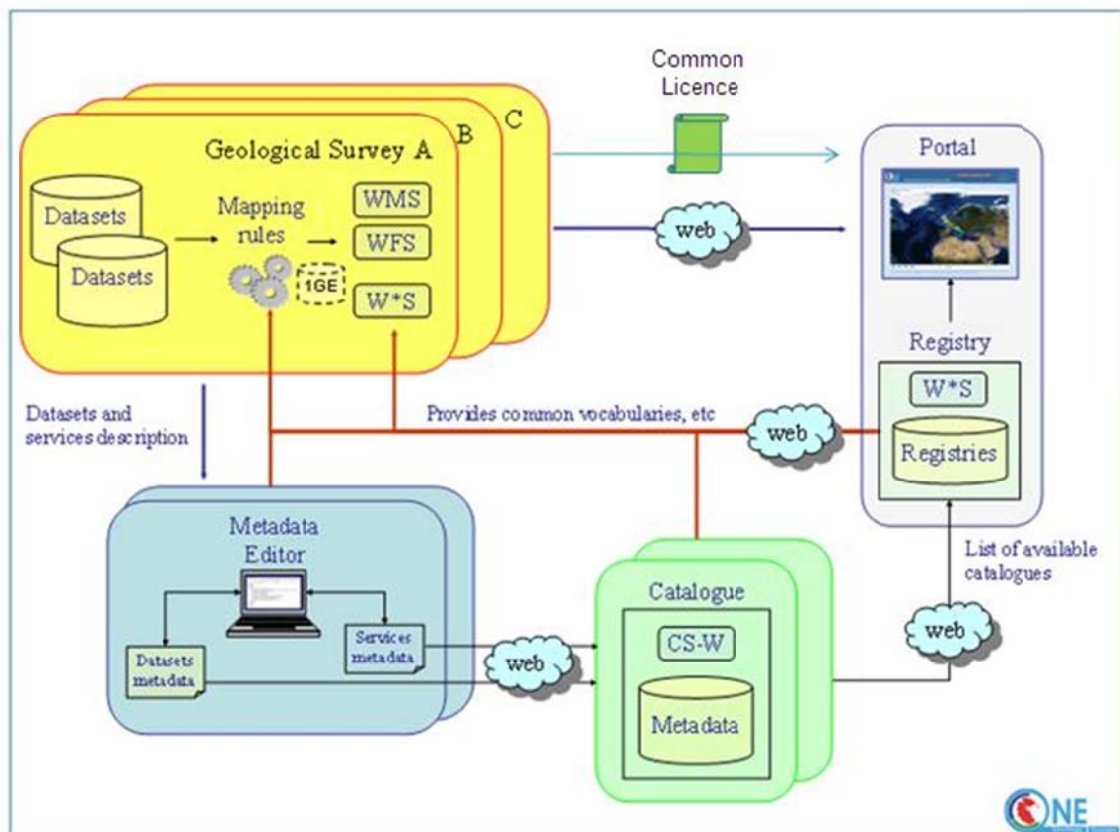 Common
Licence
C
B
Geological Survey A
Portal
Datasets
Datasets
Mapping
rules
1GE
WMS
WFS
W*S
web
Registry
W*S
Registries
Datasets and
services description
Provides common vocabularies, etc
web
Metadata
Editor
Datasets
metadata
Services
metadata
web
Catalogue
CS-W
Metadata
List of available
catalogues
web
ONE